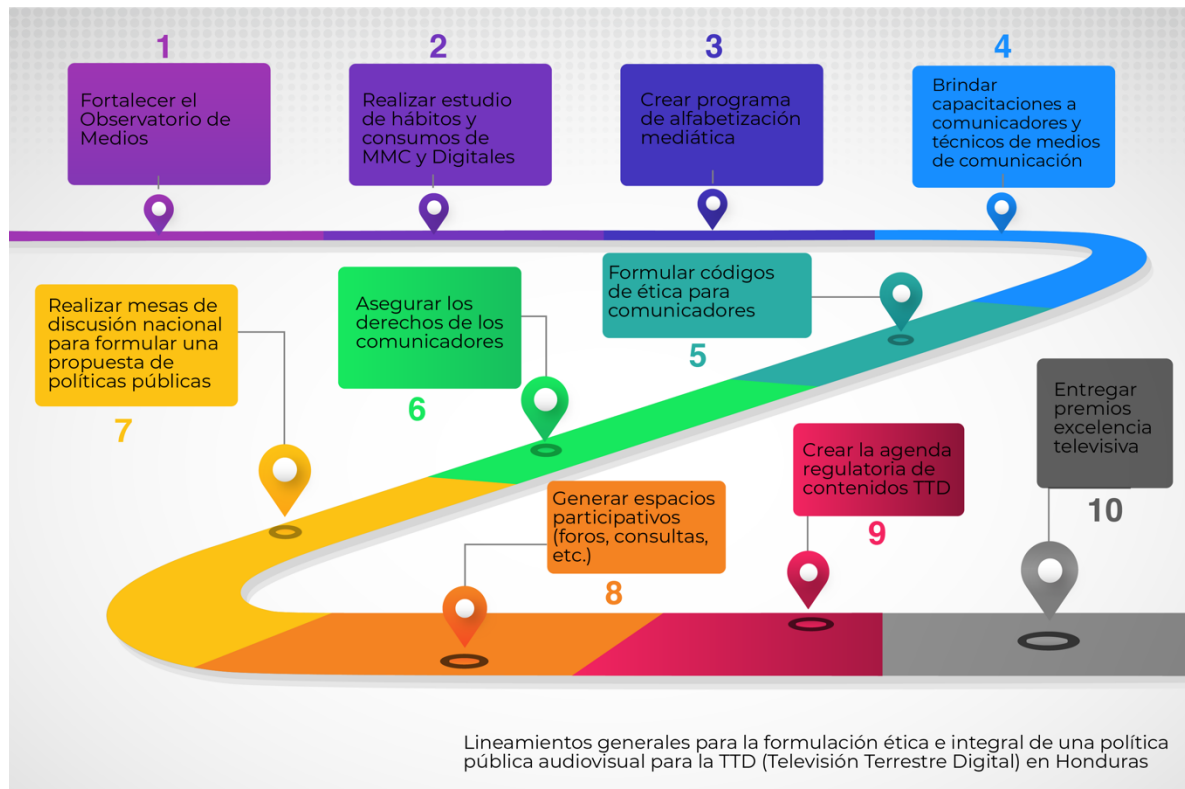 1
Fortalecer el
Observatorio de
Medios
2
Realizar estudio
de hábitos y
consumos de
MMC y Digitales
3
Crear programa
de alfabetización
mediática
4
Brindar
capacitaciones a
comunicadores y
técnicos de medios
de comunicación
Formular códigos
de ética para
comunicadores
5
Asegurar los
derechos de los
comunicadores
6
Realizar mesas de
discusión nacional
para formular una
propuesta de
políticas públicas
7
Generar espacios
participativos
(foros, consultas,
etc.)
8
Crear la agenda
regulatoria de
contenidos TTD
9
Entregar
premios
excelencia
televisiva
10
Lineamientos generales para la formulación ética e integral de una política
pública audiovisual para la TTD (Televisión Terrestre Digital) en Honduras